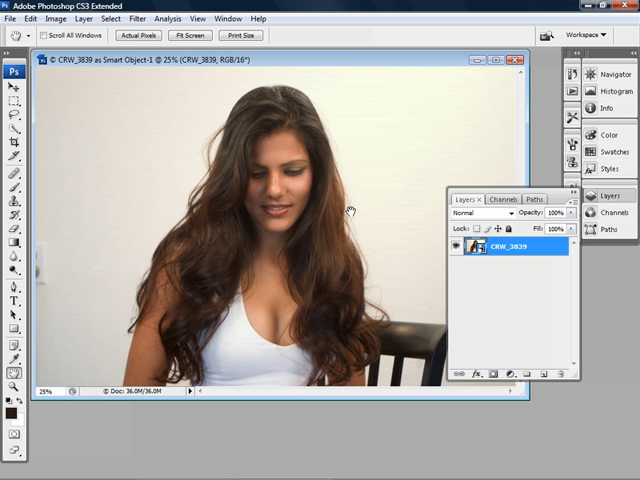 Ps Adobe Photoshop CS3 Extended
File Edit Image Layer Select Filter Analysis View Window Help
Scroll All Windows Actual Pixels Fit Screen Print Size Workspace
© CRW_3839 as Smart Object-1 @ 25% (CRW_3839, RGB/16*)
Ps
Navigator
Histogram
Info
Color
Swatches
Styles
Layers
Channels
Paths
Layers Channels Paths
Normal Opacity: 100%
Lock: Fill: 100%
CRW_3839
T
25% © Doc: 36.0M/36.0M